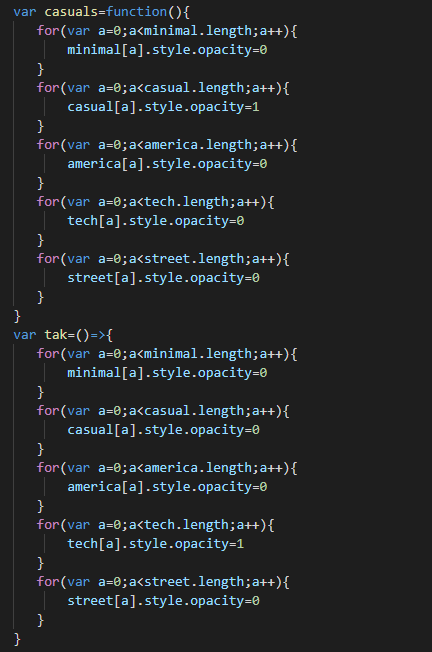 var casuals=function(){
    for(var a=0;a<minimal.length;a++){
        minimal[a].style.opacity=0
    }
    for(var a=0;a<casual.length;a++){
        casual[a].style.opacity=1
    }
    for(var a=0;a<america.length;a++){
        america[a].style.opacity=0
    }
    for(var a=0;a<tech.length;a++){
        tech[a].style.opacity=0
    }
    for(var a=0;a<street.length;a++){
        street[a].style.opacity=0
    }
}
var tak=()=>{
    for(var a=0;a<minimal.length;a++){
        minimal[a].style.opacity=0
    }
    for(var a=0;a<casual.length;a++){
        casual[a].style.opacity=0
    }
    for(var a=0;a<america.length;a++){
        america[a].style.opacity=0
    }
    for(var a=0;a<tech.length;a++){
        tech[a].style.opacity=1
    }
    for(var a=0;a<street.length;a++){
        street[a].style.opacity=0
    }
}